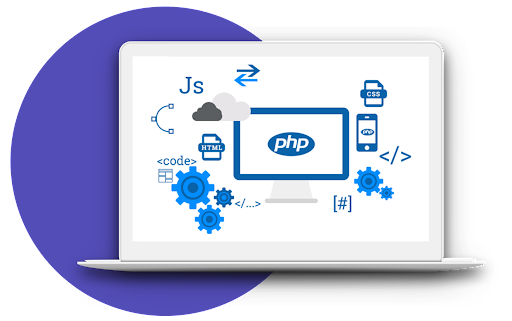 Js
CSS
php
HTML
php
</>
<code>
</...>
[#]